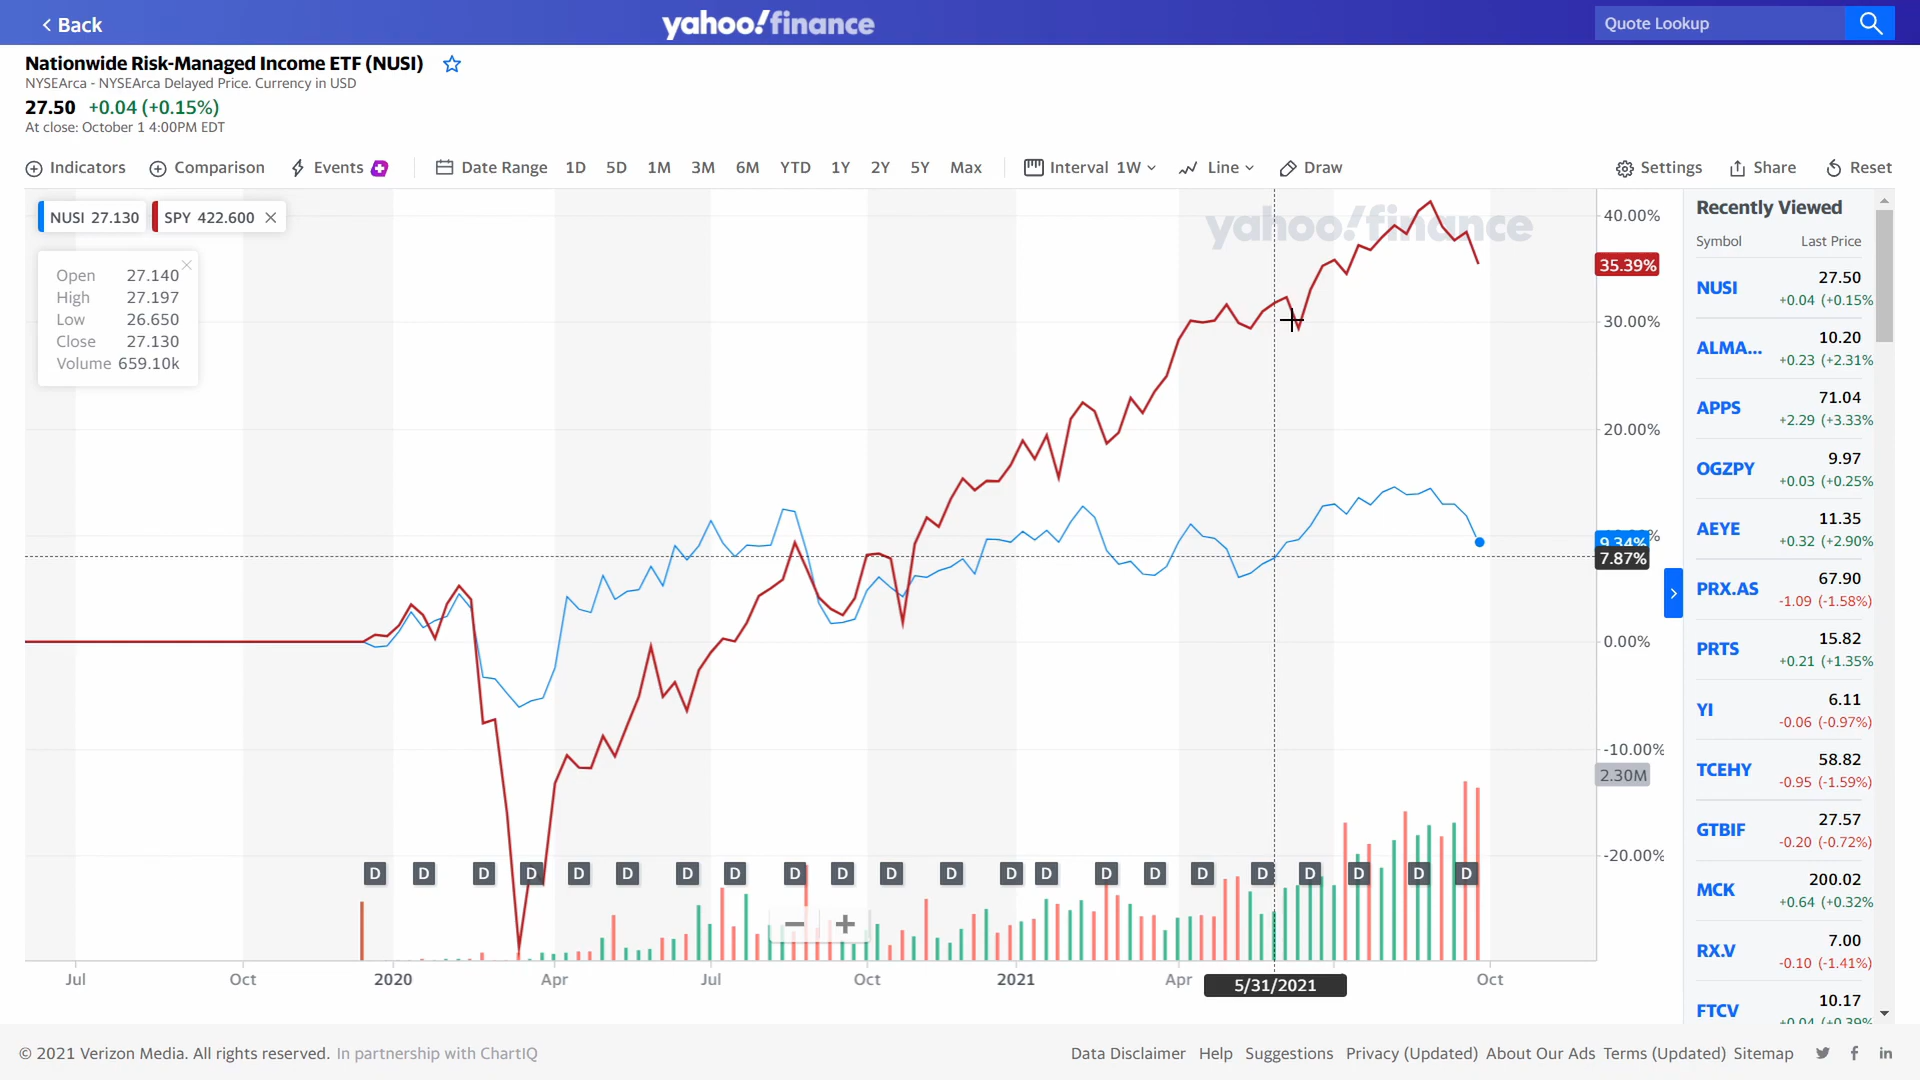 Back
yahoo!finance
Quote Lookup
Nationwide Risk-Managed Income ETF (NUSI)
NYSEArca - NYSEArca Delayed Price. Currency in USD
27.50 +0.04 (+0.15%)
At close: October 1 4:00PM EDT
Indicators Comparison Events Date Range 1D 5D 1M 3M 6M YTD 1Y 2Y 5Y Max Interval 1W Line Draw Settings Share Reset
NUSI 27.130 SPY 422.600
yahoo!finance
Open 27.140
High 27.197
Low 26.650
Close 27.130
Volume 659.10k
40.00%
35.39%
30.00%
20.00%
9.34%
7.87%
0.00%
-10.00%
2.30M
-20.00%
D D D D D D D D D D D D D D D D D D D D D D
Jul Oct 2020 Apr Jul Oct 2021 Apr 5/31/2021 Oct
Recently Viewed
Symbol Last Price
NUSI 27.50
+0.04 (+0.15%
ALMA... 10.20
+0.23 (+2.31%
APPS 71.04
+2.29 (+3.33%
OGZPY 9.97
+0.03 (+0.25%
AEYE 11.35
+0.32 (+2.90%
PRX.AS 67.90
-1.09 (-1.58%)
PRTS 15.82
+0.21 (+1.35%
YI 6.11
-0.06 (-0.97%)
TCEHY 58.82
-0.95 (-1.59%)
GTBIF 27.57
-0.20 (-0.72%)
MCK 200.02
+0.64 (+0.32%
RX.V 7.00
-0.10 (-1.41%)
FTCV 10.17
+0.04 (+0.39%
© 2021 Verizon Media. All rights reserved. In partnership with ChartIQ
Data Disclaimer Help Suggestions Privacy (Updated) About Our Ads Terms (Updated) Sitemap